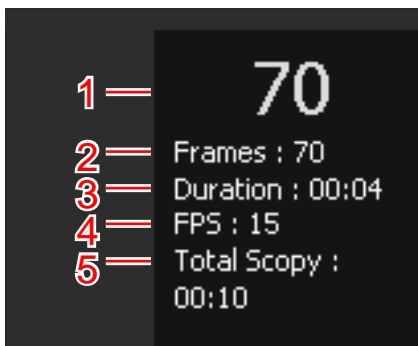 1 70
2 Frames : 70
3 Duration : 00:04
4 FPS : 15
5 Total Scopy :
00:10